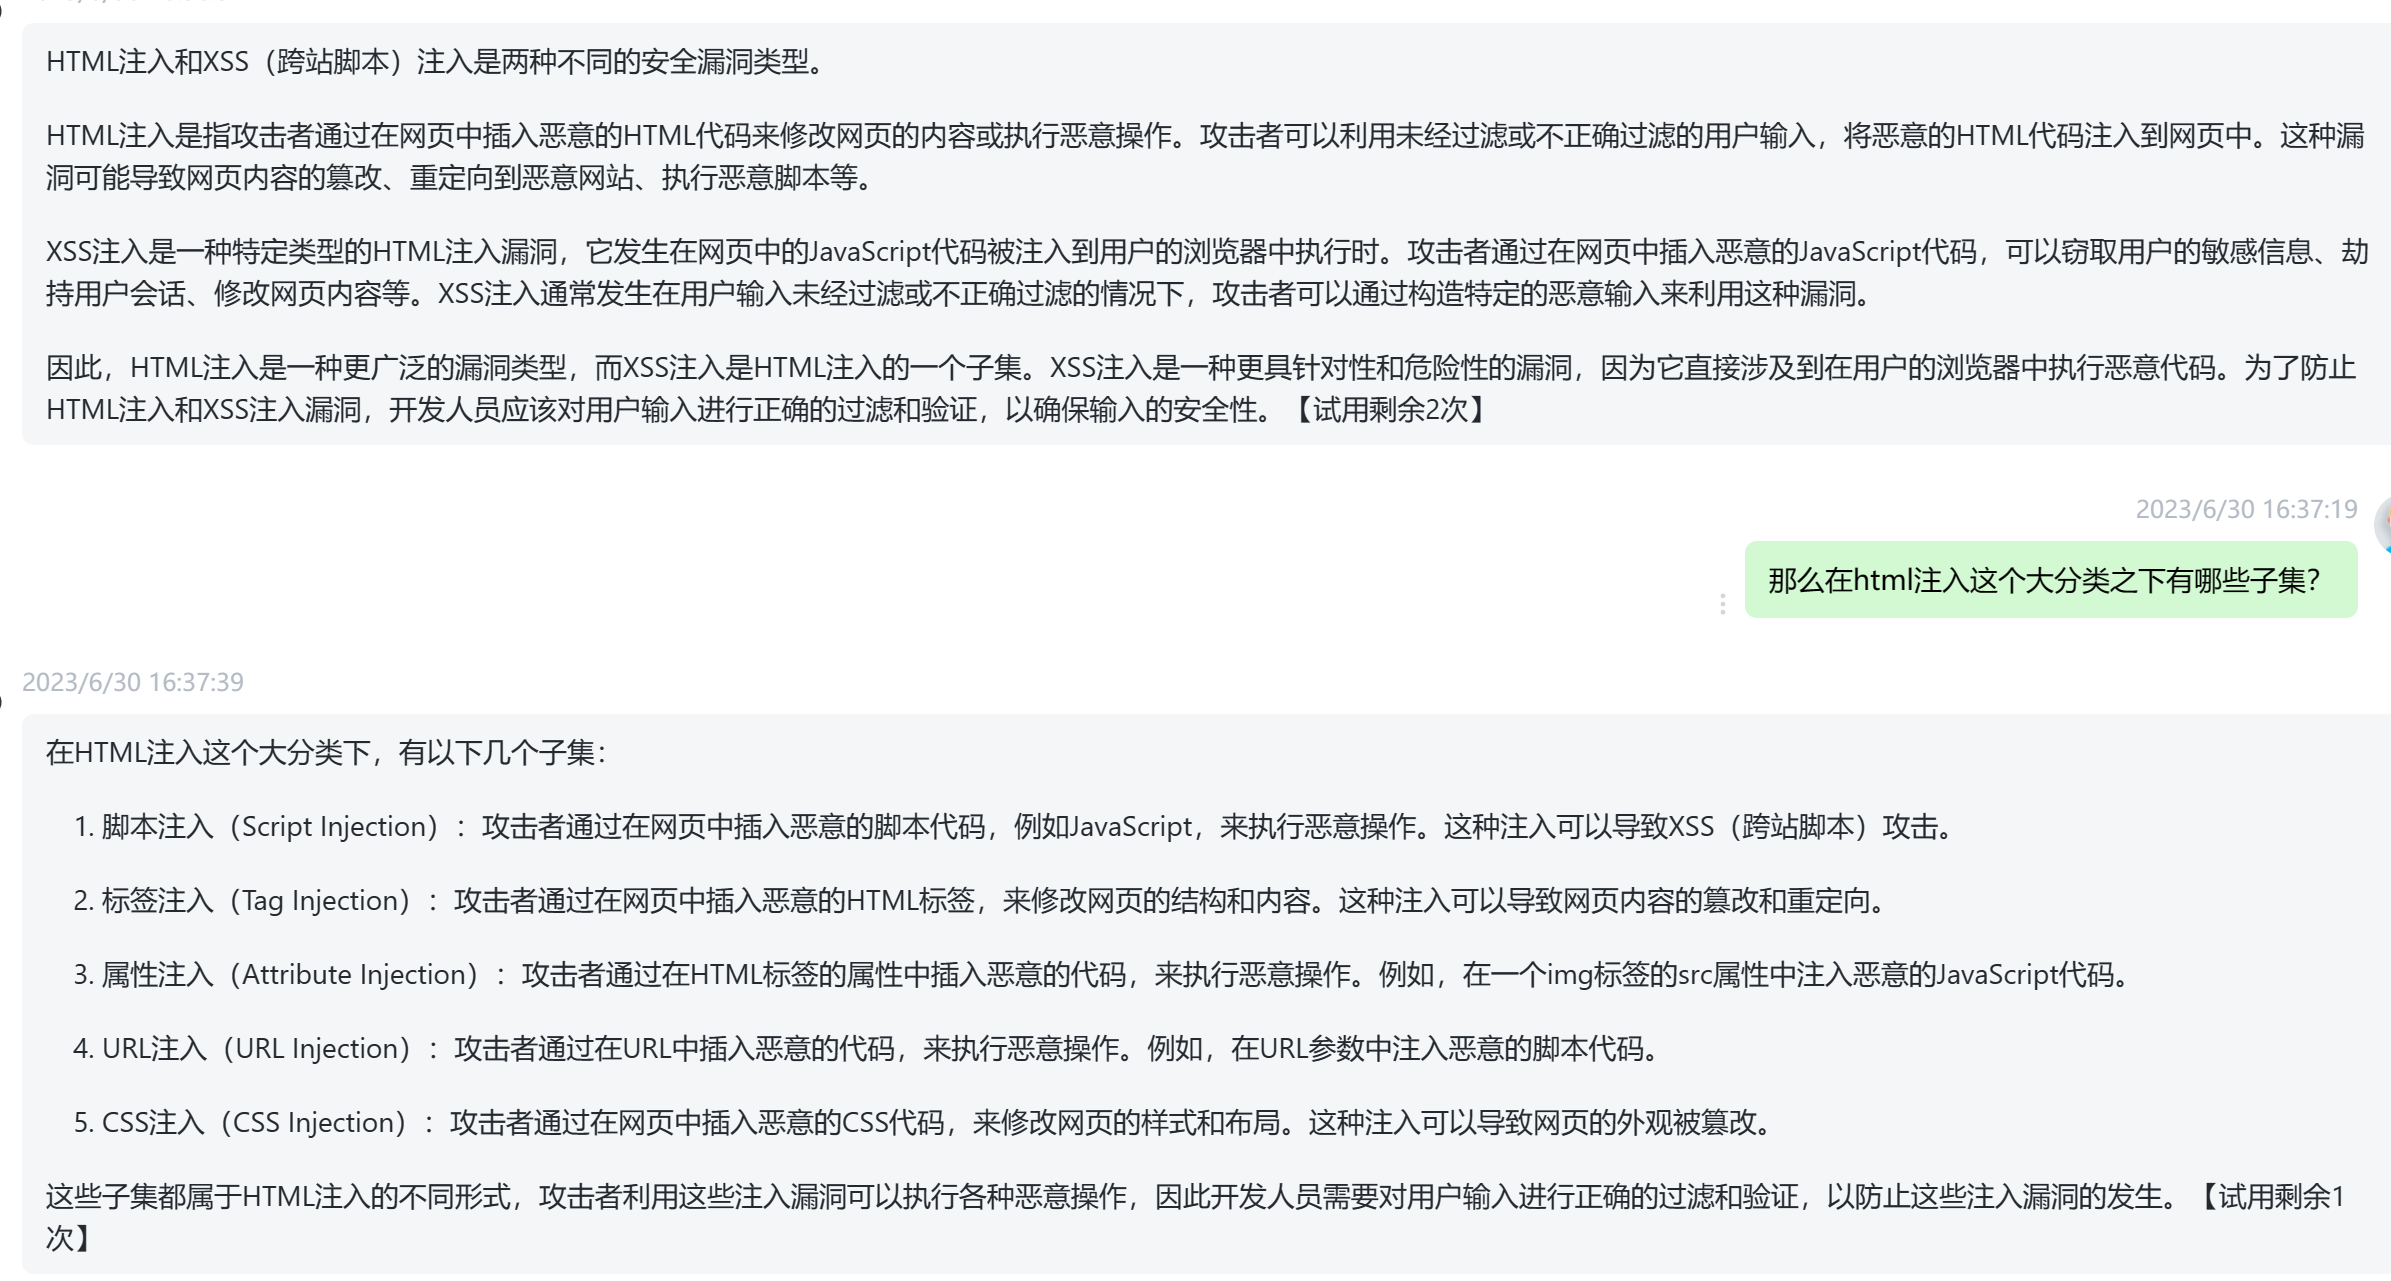 HTML注入和XSS（跨站脚本）注入是两种不同的安全漏洞类型。
HTML注入是指攻击者通过在网页中插入恶意的HTML代码来修改网页的内容或执行恶意操作。攻击者可以利用未经过滤或不正确过滤的用户输入，将恶意的HTML代码注入到网页中。这种漏
洞可能导致网页内容的篡改、重定向到恶意网站、执行恶意脚本等。
XSS注入是一种特定类型的HTML注入漏洞，它发生在网页中的JavaScript代码被注入到用户的浏览器中执行时。攻击者通过在网页中插入恶意的JavaScript代码，可以窃取用户的敏感信息、劫
持用户会话、修改网页内容等。XSS注入通常发生在用户输入未经过滤或不正确过滤的情况下，攻击者可以通过构造特定的恶意输入来利用这种漏洞。
因此，HTML注入是一种更广泛的漏洞类型，而XSS注入是HTML注入的一个子集。XSS注入是一种更具针对性和危险性的漏洞，因为它直接涉及到在用户的浏览器中执行恶意代码。为了防止
HTML注入和XSS注入漏洞，开发人员应该对用户输入进行正确的过滤和验证，以确保输入的安全性。【试用剩余2次】
2023/6/30 16:37:19
那么在html注入这个大分类之下有哪些子集？
2023/6/30 16:37:39
在HTML注入这个大分类下，有以下几个子集：
1. 脚本注入（Script Injection）：攻击者通过在网页中插入恶意的脚本代码，例如JavaScript，来执行恶意操作。这种注入可以导致XSS（跨站脚本）攻击。
2. 标签注入（Tag Injection）：攻击者通过在网页中插入恶意的HTML标签，来修改网页的结构和内容。这种注入可以导致网页内容的篡改和重定向。
3. 属性注入（Attribute Injection）：攻击者通过在HTML标签的属性中插入恶意的代码，来执行恶意操作。例如，在一个img标签的src属性中注入恶意的JavaScript代码。
4. URL注入（URL Injection）：攻击者通过在URL中插入恶意的代码，来执行恶意操作。例如，在URL参数中注入恶意的脚本代码。
5. CSS注入（CSS Injection）：攻击者通过在网页中插入恶意的CSS代码，来修改网页的样式和布局。这种注入可以导致网页的外观被篡改。
这些子集都属于HTML注入的不同形式，攻击者利用这些注入漏洞可以执行各种恶意操作，因此开发人员需要对用户输入进行正确的过滤和验证，以防止这些注入漏洞的发生。【试用剩余1
次】